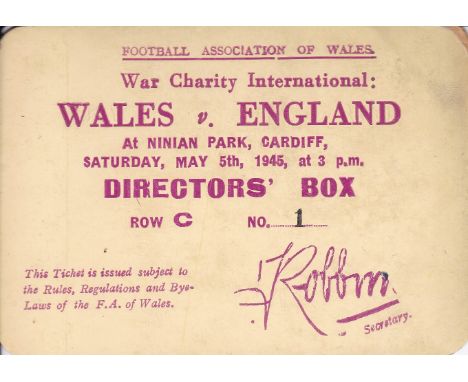 FOOTBALL ASSOCIATION OF WALES.
War Charity International:
WALES v. ENGLAND
At NINIAN PARK, CARDIFF,
SATURDAY, MAY 5th, 1945, at 3 p.m.
DIRECTORS' BOX
ROW C NO. 1
This Ticket is issued subject to
the Rules, Regulations and Bye-
Laws of the F.A. of Wales.
Robbins
Secretary.